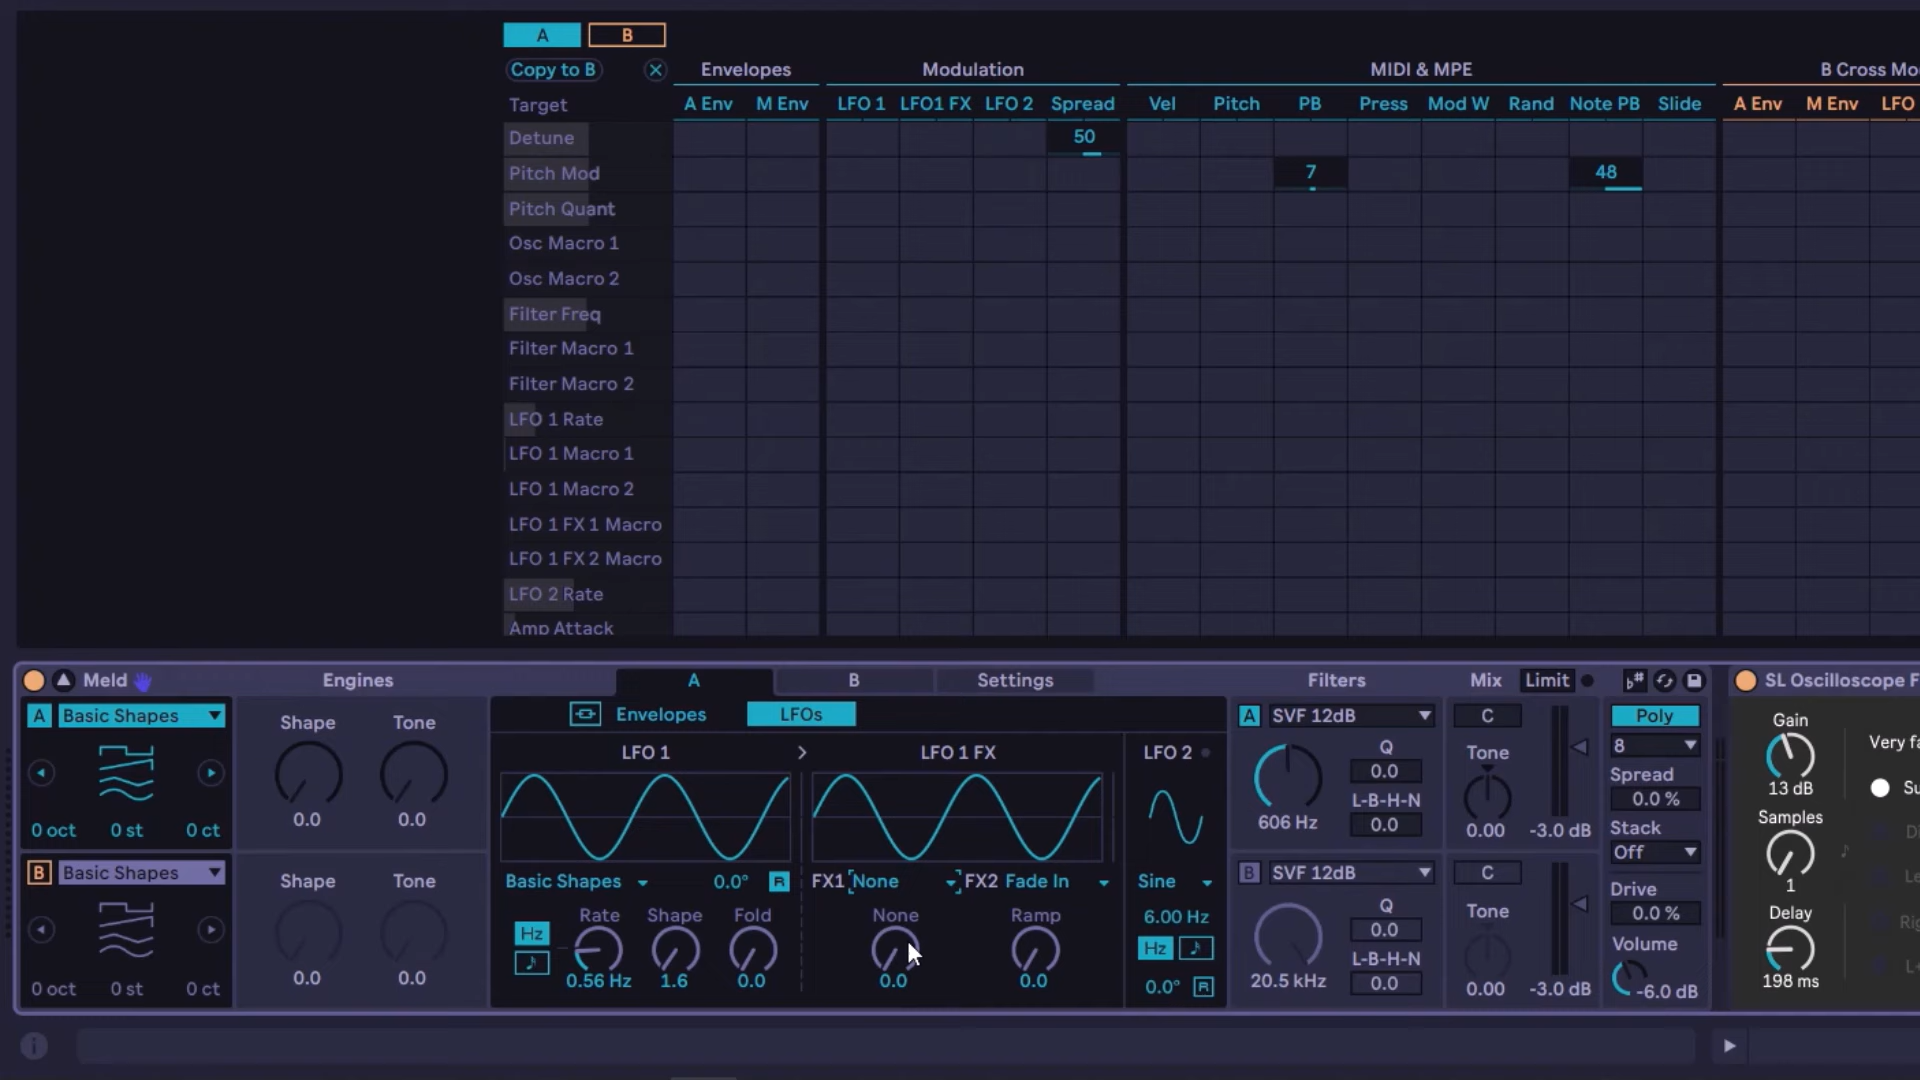 A B
Copy to B Envelopes Modulation MIDI & MPE B Cross Mo
Target A Env M Env LFO 1 LFO1 FX LFO 2 Spread Vel Pitch PB Press Mod W Rand Note PB Slide A Env M Env LFO
Detune 50
Pitch Mod 7 48
Pitch Quant
Osc Macro 1
Osc Macro 2
Filter Freq
Filter Macro 1
Filter Macro 2
LFO 1 Rate
LFO 1 Macro 1
LFO 1 Macro 2
LFO 1 FX 1 Macro
LFO 1 FX 2 Macro
LFO 2 Rate
Amp Attack
Meld Engines A B Settings Filters Mix Limit SL Oscilloscope F
A Basic Shapes
0 oct 0 st 0 ct
Shape Tone
0.0 0.0
B Basic Shapes
0 oct 0 st 0 ct
Shape Tone
0.0 0.0
Envelopes LFOs
LFO 1 > LFO 1 FX LFO 2
Basic Shapes 0.0° R FX1 None FX2 Fade In Sine
Hz Rate Shape Fold None Ramp
0.56 Hz 1.6 0.0 0.0 0.0
6.00 Hz
Hz
0.0° R
A SVF 12dB
Q
0.0
L-B-H-N
606 Hz 0.0
B SVF 12dB
Q
0.0
L-B-H-N
20.5 kHz 0.0
C
Tone
0.00 -3.0 dB
C
Tone
0.00 -3.0 dB
Poly
8
Spread
0.0 %
Stack
Off
Drive
0.0 %
Volume
-6.0 dB
Gain
13 dB
Samples
1
Delay
198 ms
Very fa
Su
D
Le
Rig
L+